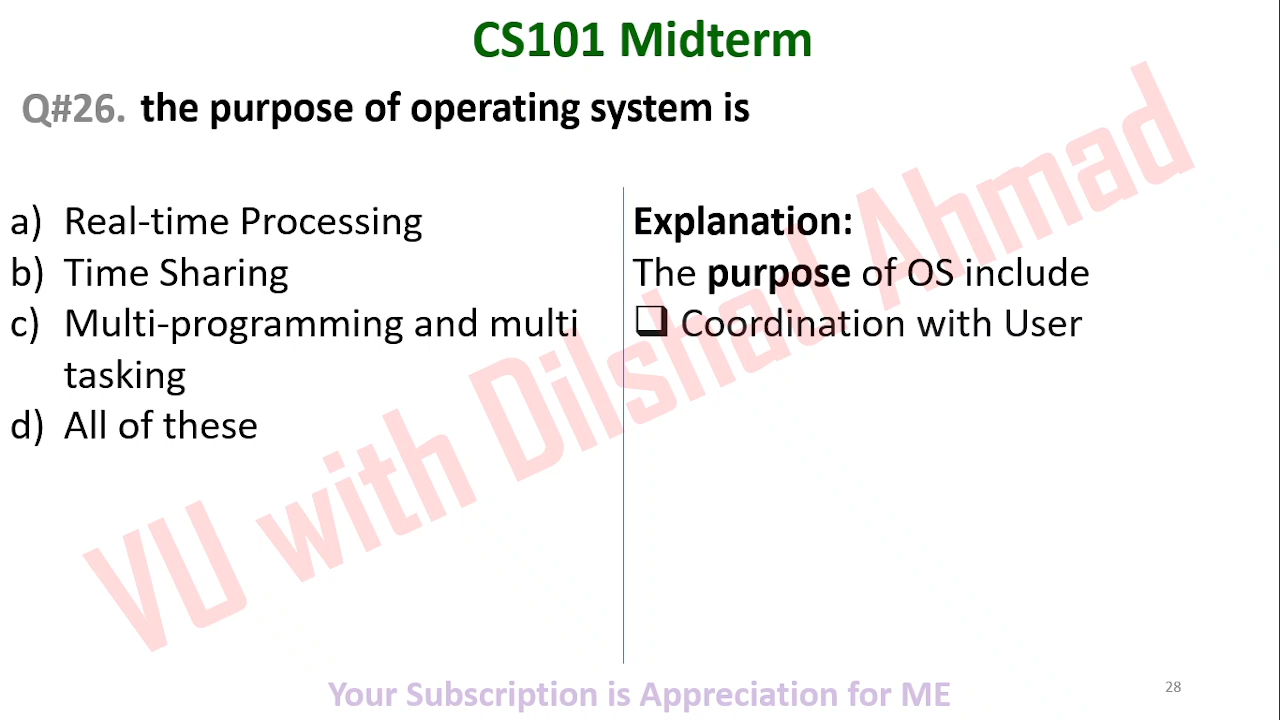 CS101 Midterm
Q#26. the purpose of operating system is
a) Real-time Processing
b) Time Sharing
c) Multi-programming and multi
tasking
d) All of these
Explanation:
The purpose of OS include
❑ Coordination with User
VU with Dilshad Ahmad
Your Subscription is Appreciation for ME
28